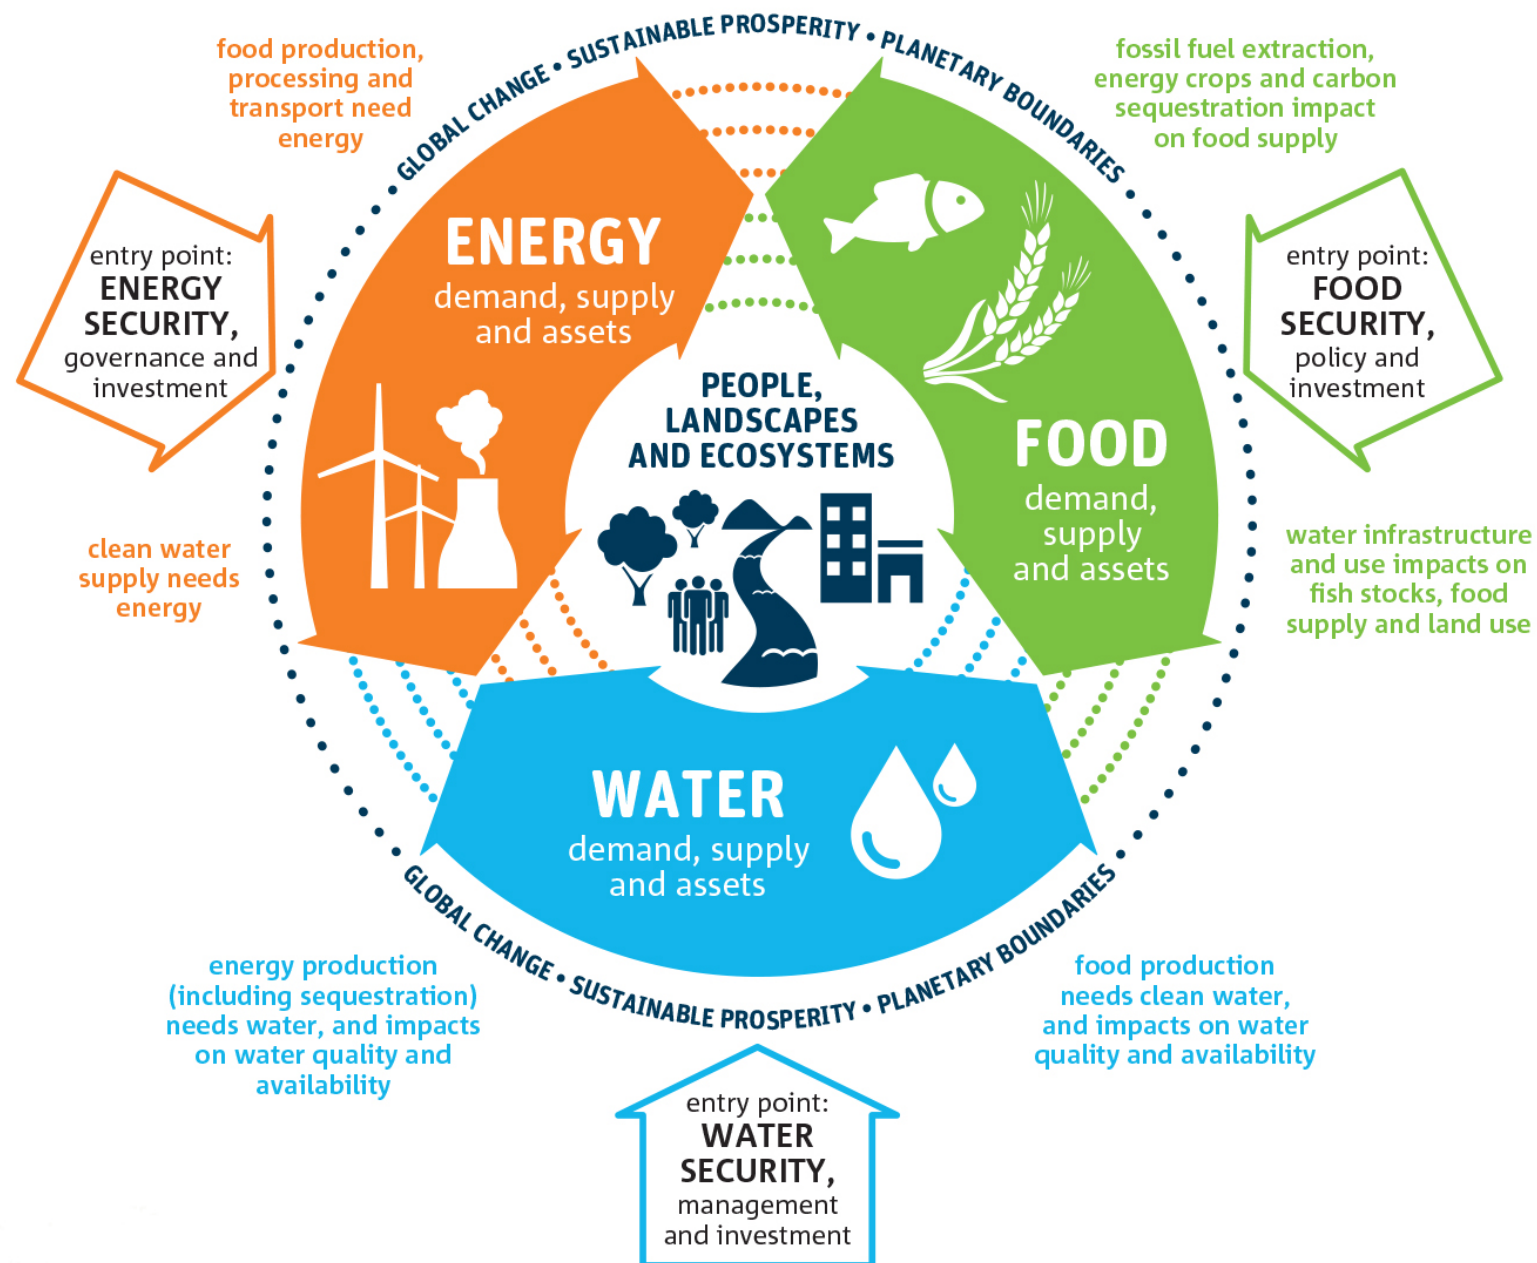 GLOBAL CHANGE • SUSTAINABLE PROSPERITY • PLANETARY BOUNDARIES
food production,
processing and
transport need
energy
fossil fuel extraction,
energy crops and carbon
sequestration impact
on food supply
entry point:
ENERGY
SECURITY,
governance and
investment
ENERGY
demand, supply
and assets
entry point:
FOOD
SECURITY,
policy and
investment
PEOPLE,
LANDSCAPES
AND ECOSYSTEMS
FOOD
demand,
supply
and assets
clean water
supply needs
energy
water infrastructure
and use impacts on
fish stocks, food
supply and land use
WATER
demand, supply
and assets
GLOBAL CHANGE • SUSTAINABLE PROSPERITY • PLANETARY BOUNDARIES
energy production
(including sequestration)
needs water, and impacts
on water quality and
availability
food production
needs clean water,
and impacts on water
quality and availability
entry point:
WATER
SECURITY,
management
and investment